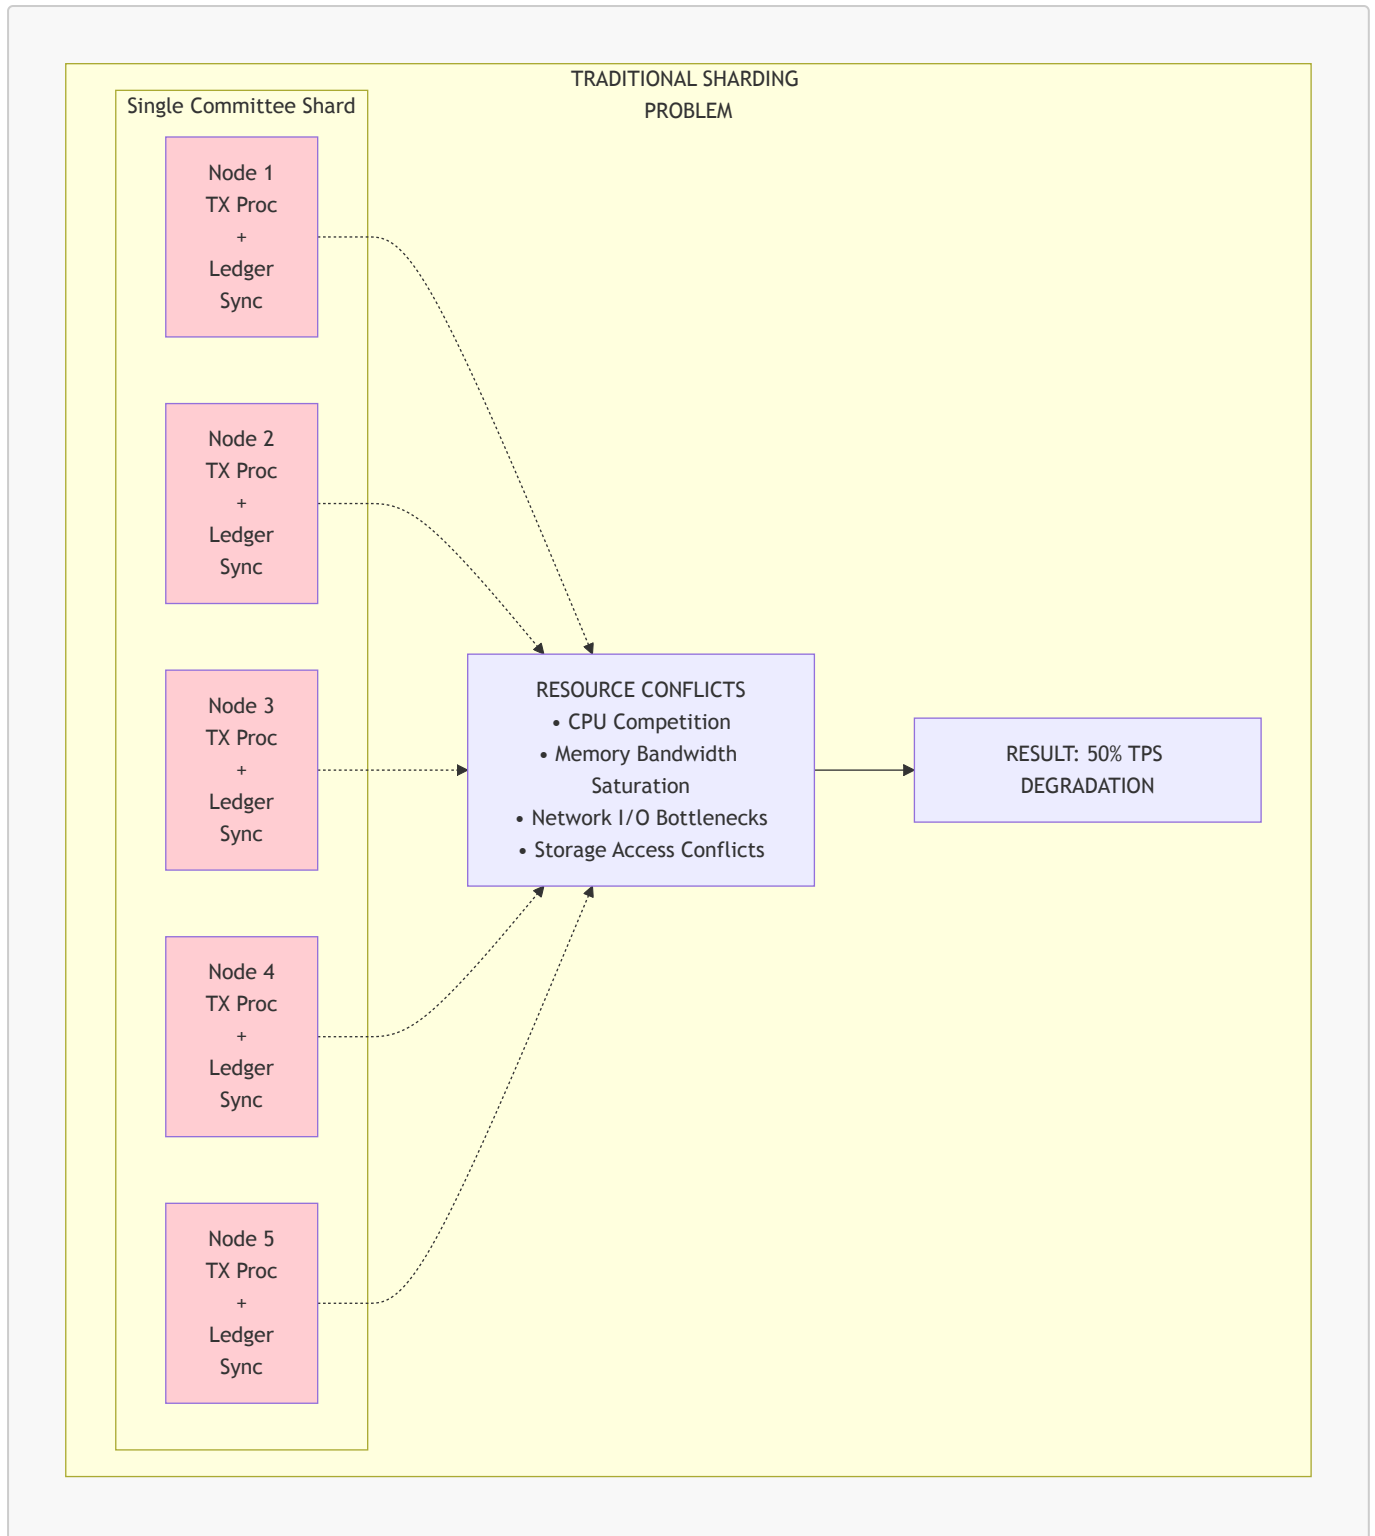 TRADITIONAL SHARDING
PROBLEM
Single Committee Shard
Node 1
TX Proc
+
Ledger
Sync
Node 2
TX Proc
+
Ledger
Sync
Node 3
TX Proc
+
Ledger
Sync
Node 4
TX Proc
+
Ledger
Sync
Node 5
TX Proc
+
Ledger
Sync
RESOURCE CONFLICTS
• CPU Competition
• Memory Bandwidth
Saturation
• Network I/O Bottlenecks
• Storage Access Conflicts
RESULT: 50% TPS
DEGRADATION